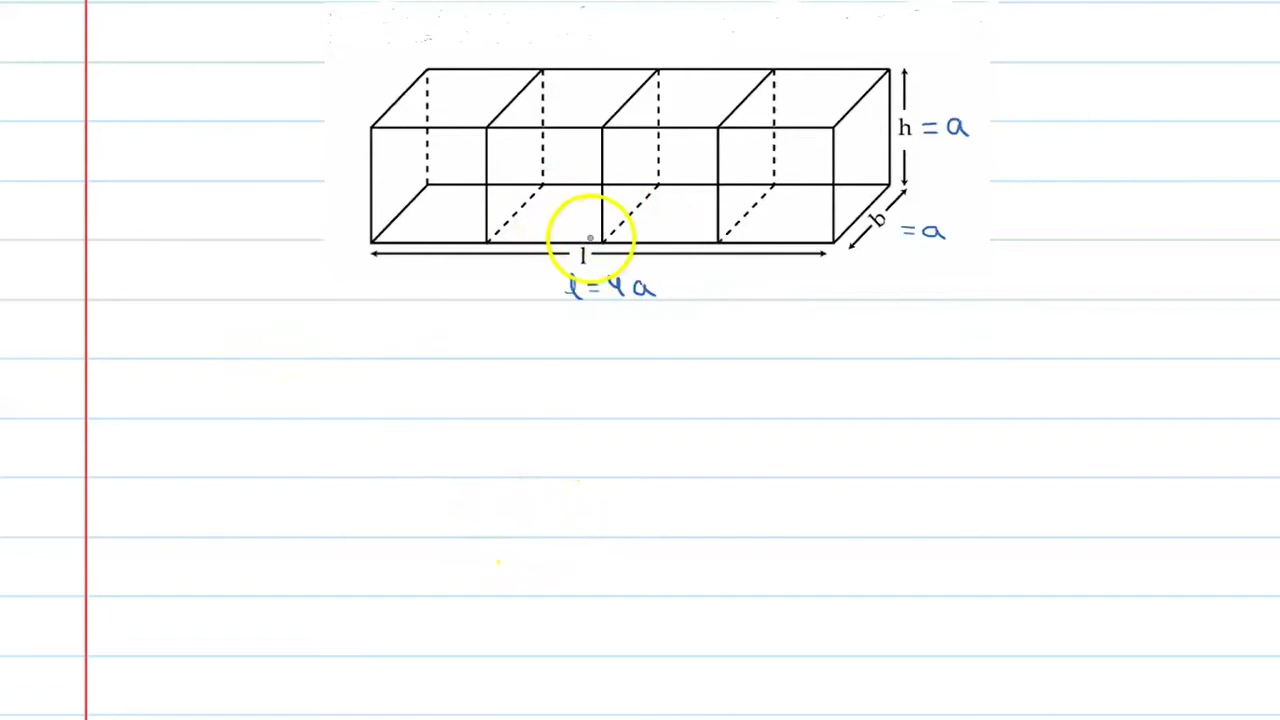 h = a
b = a
l
l = 4a